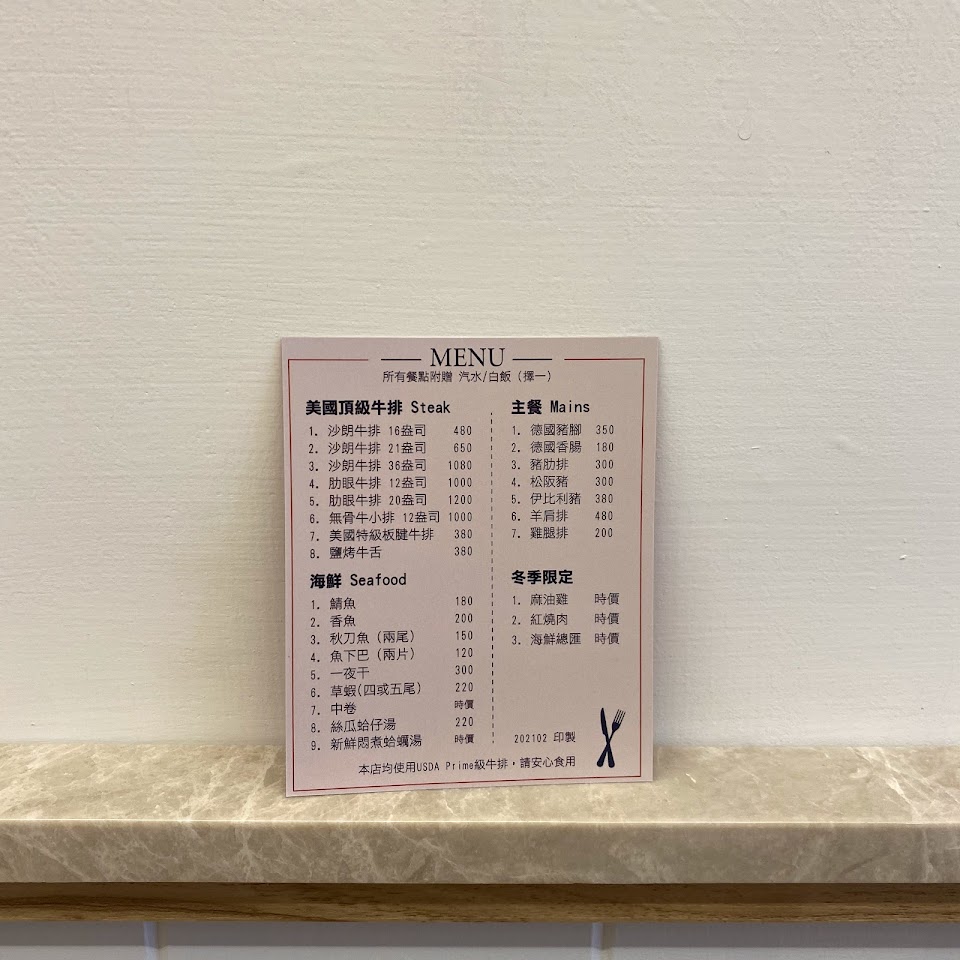 MENU
所有餐點附贈 汽水/白飯 (擇一)
美國頂級牛排 Steak
1. 沙朗牛排 16盎司 480
2. 沙朗牛排 21盎司 650
3. 沙朗牛排 36盎司 1080
4. 肋眼牛排 12盎司 1000
5. 肋眼牛排 20盎司 1200
6. 無骨牛小排 12盎司 1000
7. 美國特級板腱牛排 380
8. 鹽烤牛舌 380
海鮮 Seafood
1. 鯖魚 180
2. 香魚 200
3. 秋刀魚 (兩尾) 150
4. 魚下巴 (兩片) 120
5. 一夜干 300
6. 草蝦(四或五尾) 220
7. 中卷 時價
8. 絲瓜蛤仔湯 220
9. 新鮮悶煮蛤蠣湯 時價
主餐 Mains
1. 德國豬腳 350
2. 德國香腸 180
3. 豬肋排 300
4. 松阪豬 300
5. 伊比利豬 380
6. 羊肩排 480
7. 雞腿排 200
冬季限定
1. 麻油雞 時價
2. 紅燒肉 時價
3. 海鮮總匯 時價
202102 印製
本店均使用USDA Prime級牛排，請安心食用